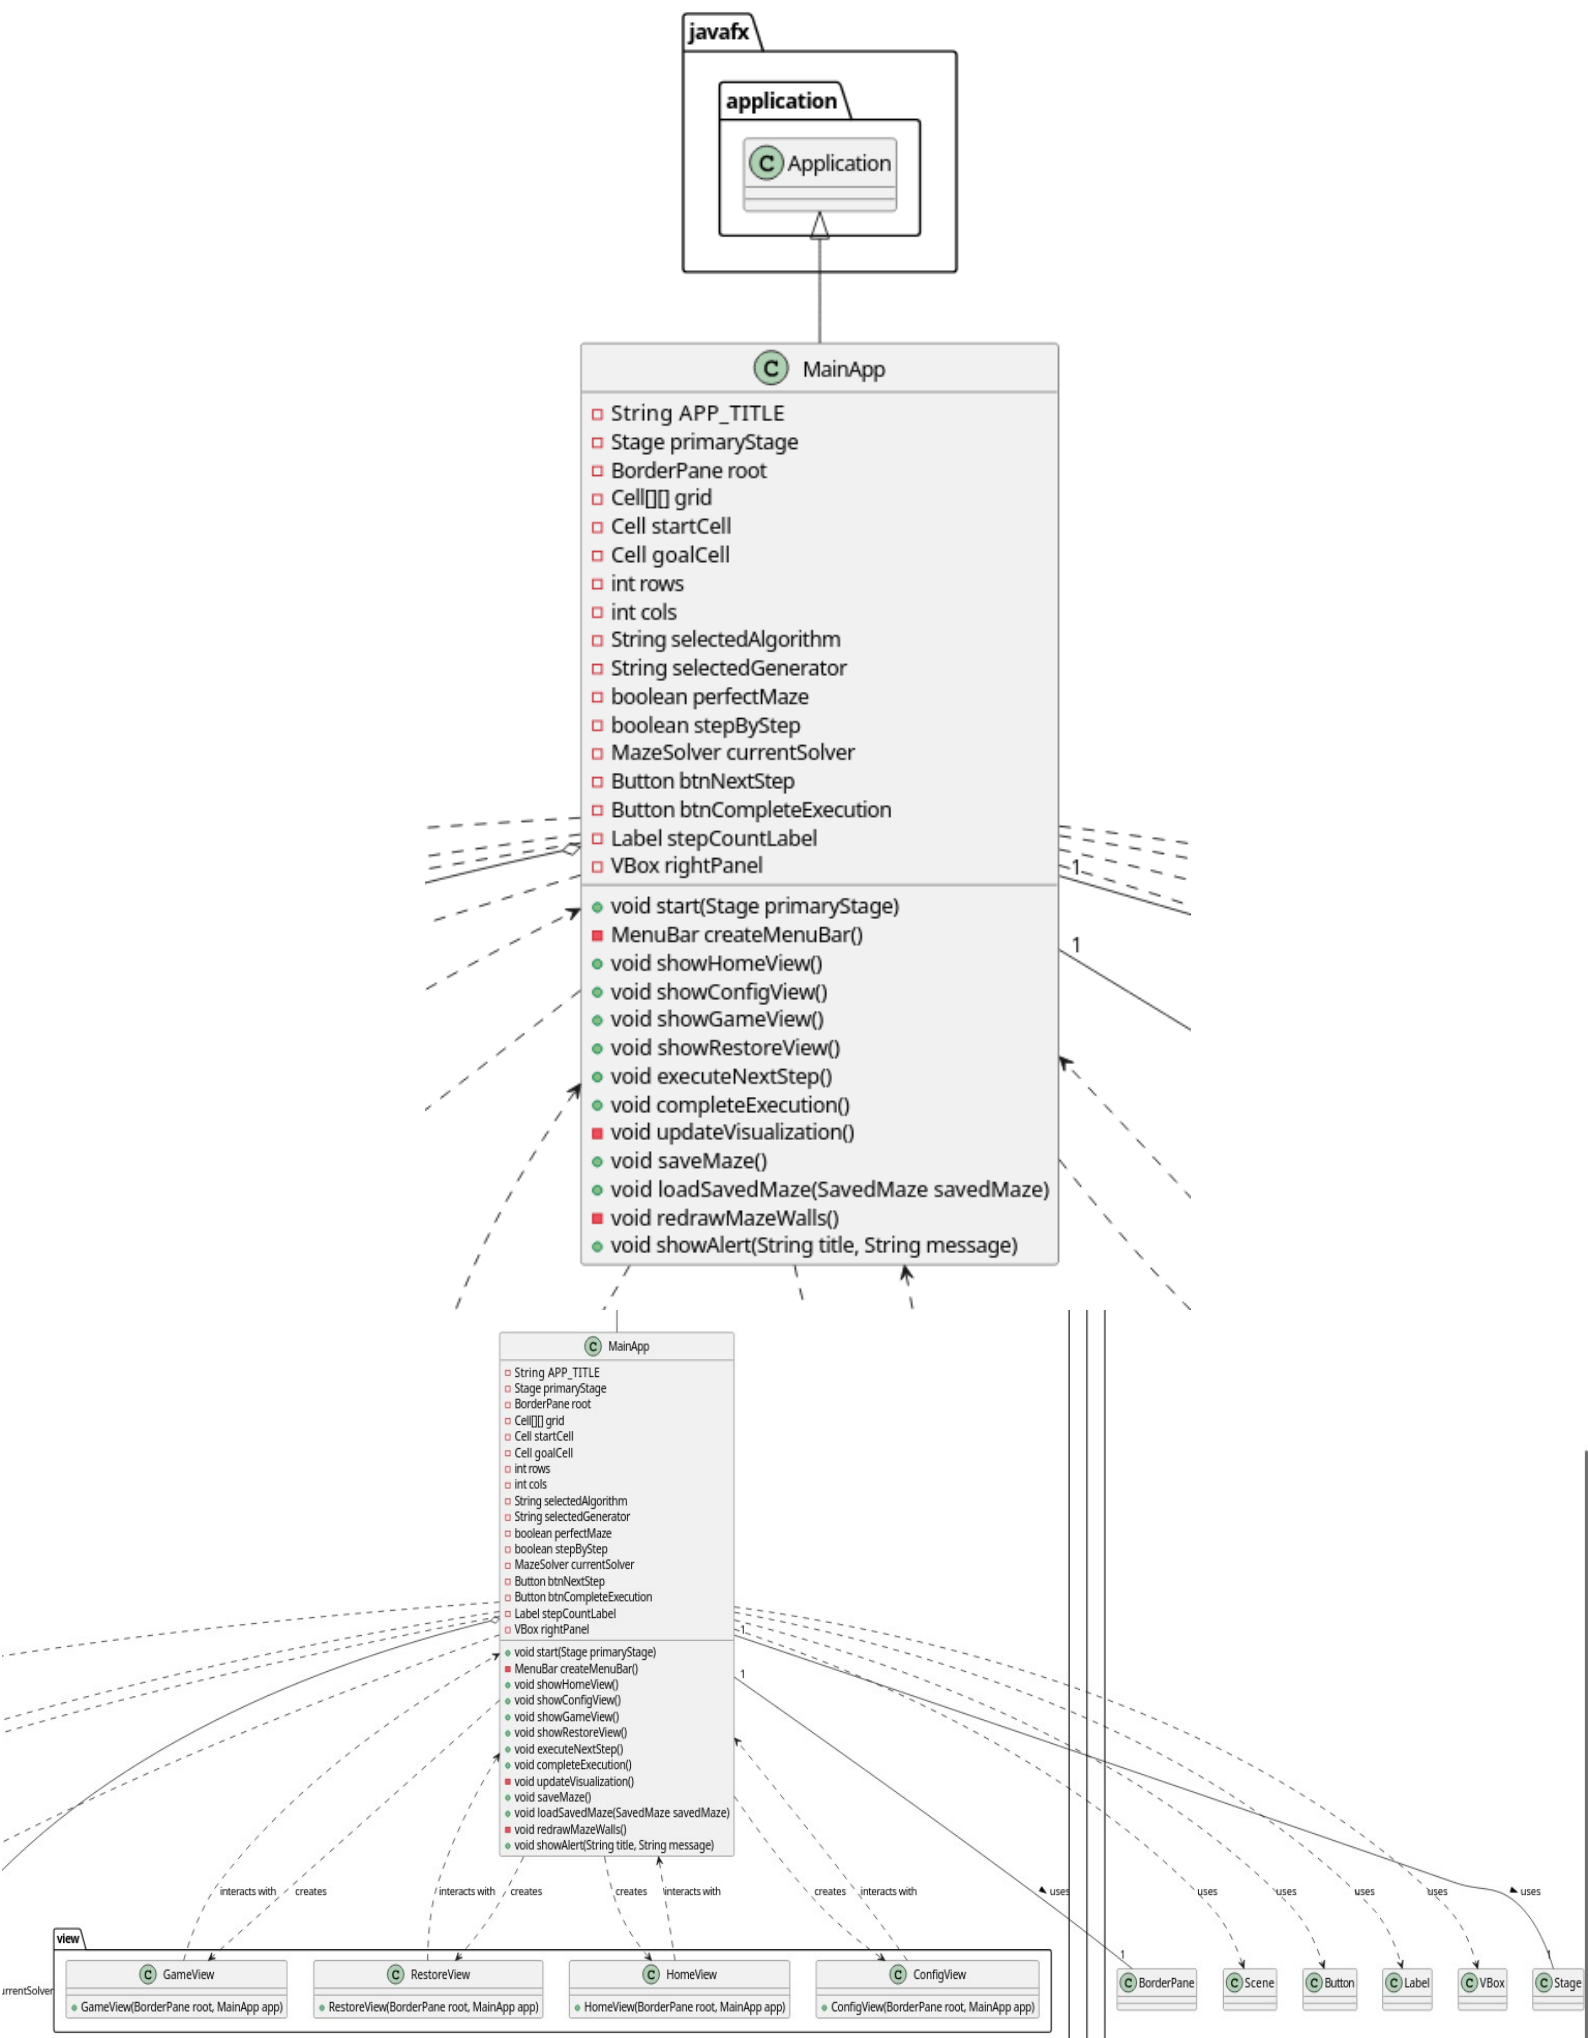 javafx
application
C Application
C MainApp
String APP_TITLE
Stage primaryStage
BorderPane root
Cell[][] grid
Cell startCell
Cell goalCell
int rows
int cols
String selectedAlgorithm
String selectedGenerator
boolean perfectMaze
boolean stepByStep
MazeSolver currentSolver
Button btnNextStep
Button btnCompleteExecution
Label stepCountLabel
VBox rightPanel
1
void start(Stage primaryStage)
MenuBar createMenuBar()
1
void showHomeView()
void showConfigView()
void showGameView()
void showRestoreView()
void executeNextStep()
void completeExecution()
void updateVisualization()
void saveMaze()
void loadSavedMaze(SavedMaze savedMaze)
void redrawMazeWalls()
void showAlert(String title, String message)
C MainApp
String APP_TITLE
Stage primaryStage
BorderPane root
Cell[][] grid
Cell startCell
Cell goalCell
int rows
int cols
String selectedAlgorithm
String selectedGenerator
boolean perfectMaze
boolean stepByStep
MazeSolver currentSolver
Button btnNextStep
Button btnCompleteExecution
Label stepCountLabel
VBox rightPanel
1
void start(Stage primaryStage)
MenuBar createMenuBar()
1
void showHomeView()
void showConfigView()
void showGameView()
void showRestoreView()
void executeNextStep()
void completeExecution()
void updateVisualization()
void saveMaze()
void loadSavedMaze(SavedMaze savedMaze)
void redrawMazeWalls()
void showAlert(String title, String message)
interacts with creates interacts with creates creates interacts with creates interacts with uses uses uses uses uses uses
view
1 1
C GameView
C RestoreView
C HomeView
C ConfigView
C BorderPane
C Scene
C Button
C Label
C VBox
C Stage
urrentSolver
GameView(BorderPane root, MainApp app)
RestoreView(BorderPane root, MainApp app)
HomeView(BorderPane root, MainApp app)
ConfigView(BorderPane root, MainApp app)